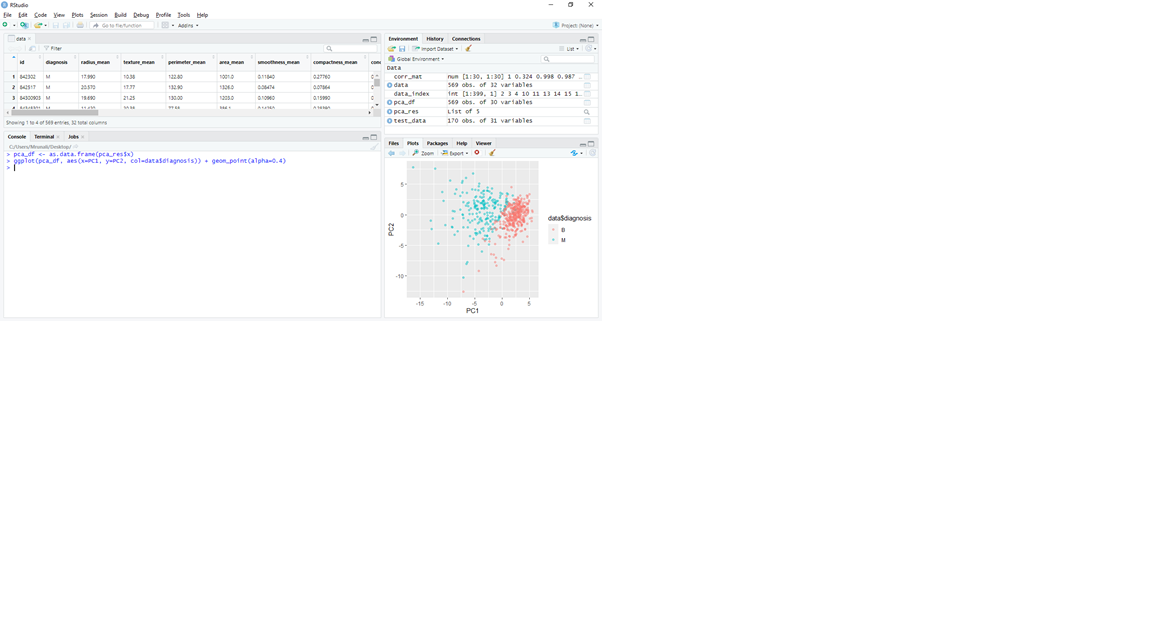 RStudio
File Edit Code View Plots Session Build Debug Profile Tools Help
Go to file/function Addins Project: (None)
data
Filter
id diagnosis radius_mean texture_mean perimeter_mean area_mean smoothness_mean compactness_mean conc
1 842302 M 17.990 10.38 122.80 1001.0 0.11840 0.27760 0
2 842517 M 20.570 17.77 132.90 1326.0 0.08474 0.07864 0
3 84300903 M 19.690 21.25 130.00 1203.0 0.10960 0.15990 0
Showing 1 to 4 of 569 entries, 32 total columns
Console Terminal Jobs
C:/Users/Mronali/Desktop/
> pca_df <- as.data.frame(pca_res$x)
> ggplot(pca_df, aes(x=PC1, y=PC2, col=data$diagnosis)) + geom_point(alpha=0.4)
>
Environment History Connections
Import Dataset List
Global Environment
Data
corr_mat num [1:30, 1:30] 1 0.324 0.998 0.987 ..
data 569 obs. of 32 variables
data_index int [1:399, 1] 2 3 4 10 11 13 14 15 1..
pca_df 569 obs. of 30 variables
pca_res List of 5
test_data 170 obs. of 31 variables
Files Plots Packages Help Viewer
Zoom Export
5
0
-5
-10
PC2
-15 -10 -5 0 5
PC1
data$diagnosis
B
M